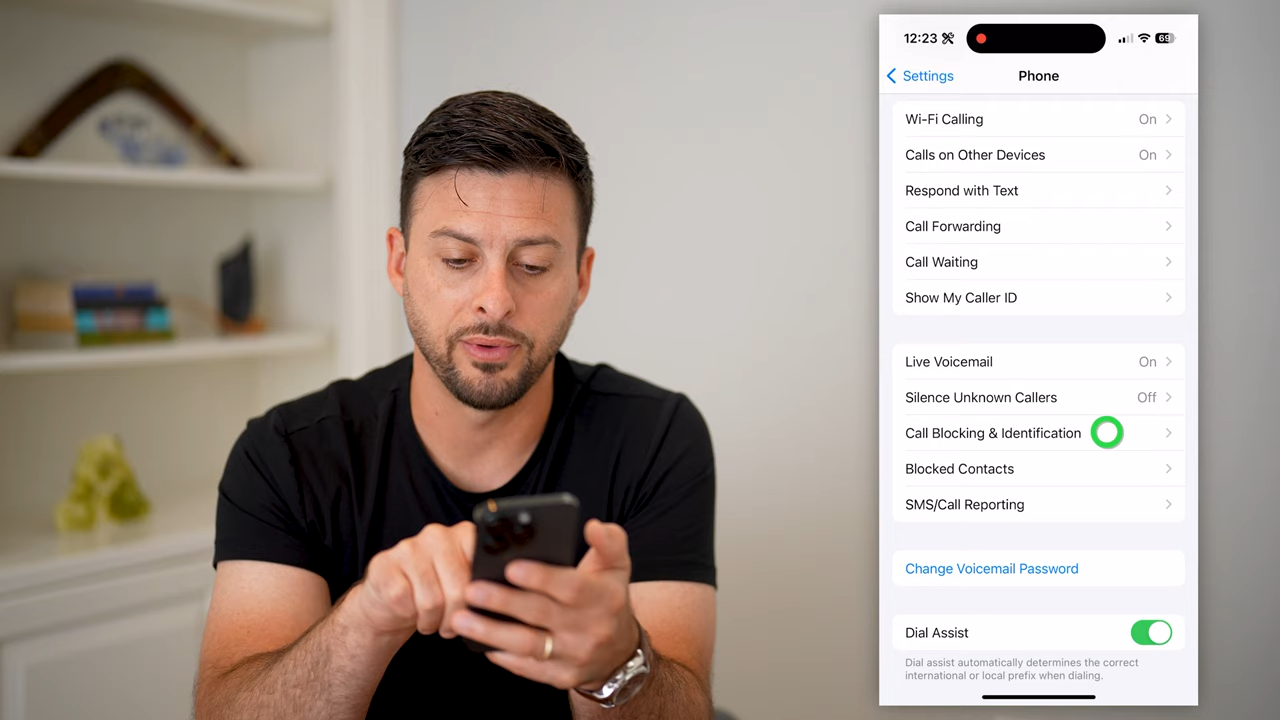 12:23
69
Settings
Phone
Wi-Fi Calling On
Calls on Other Devices On
Respond with Text
Call Forwarding
Call Waiting
Show My Caller ID
Live Voicemail On
Silence Unknown Callers Off
Call Blocking & Identification
Blocked Contacts
SMS/Call Reporting
Change Voicemail Password
Dial Assist
Dial assist automatically determines the correct
international or local prefix when dialing.